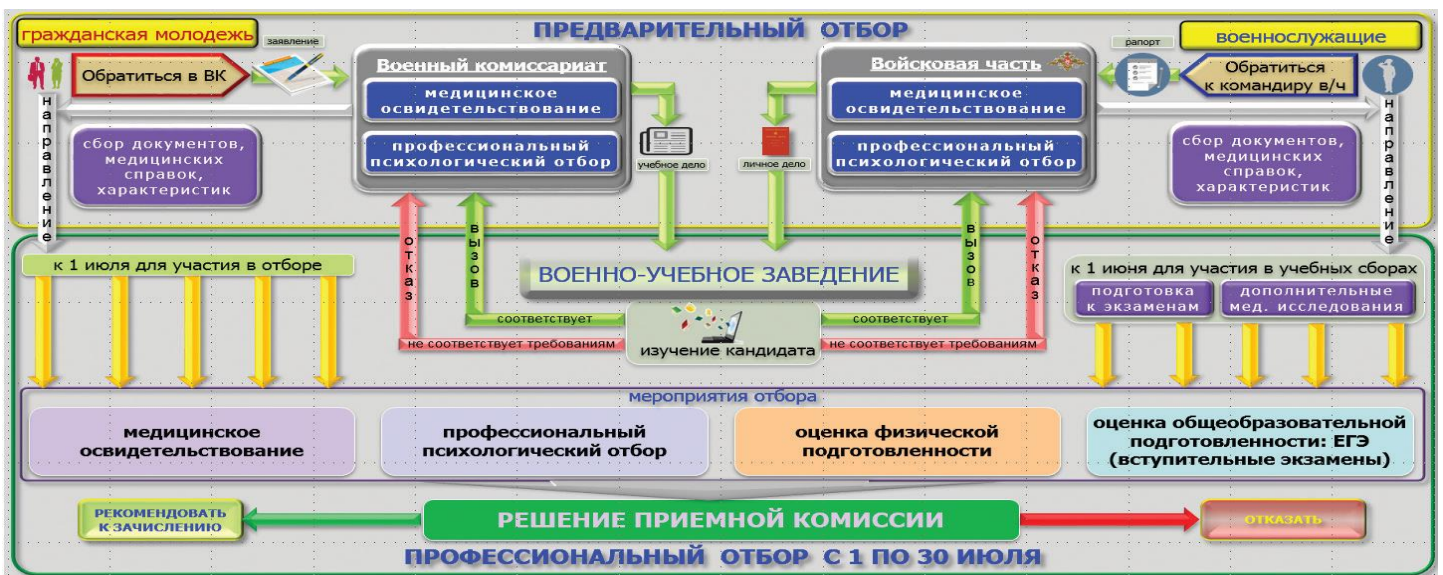 ПРЕДВАРИТЕЛЬНЫЙ ОТБОР
гражданская молодежь
заявление
Обратиться в ВК
направление
сбор документов,
медицинских
справок,
характеристик
Военный комиссариат
медицинское
освидетельствование
профессиональный
психологический отбор
учебное дело
личное дело
Войсковая часть
медицинское
освидетельствование
профессиональный
психологический отбор
рапорт
военнослужащие
Обратиться
к командиру в/ч
направление
сбор документов,
медицинских
справок,
характеристик
отказ
вызов
вызов
отказ
к 1 июля для участия в отборе
ВОЕННО-УЧЕБНОЕ ЗАВЕДЕНИЕ
к 1 июня для участия в учебных сборах
подготовка
к экзаменам
дополнительные
мед. исследования
соответствует
соответствует
не соответствует требованиям
изучение кандидата
не соответствует требованиям
мероприятия отбора
медицинское
освидетельствование
профессиональный
психологический отбор
оценка физической
подготовленности
оценка общеобразовательной
подготовленности: ЕГЭ
(вступительные экзамены)
РЕКОМЕНДОВАТЬ
К ЗАЧИСЛЕНИЮ
РЕШЕНИЕ ПРИЕМНОЙ КОМИССИИ
ОТКАЗАТЬ
ПРОФЕССИОНАЛЬНЫЙ ОТБОР С 1 ПО 30 ИЮЛЯ